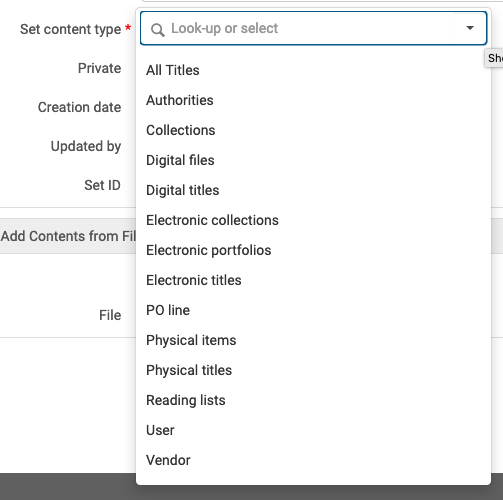 Set content type *
Look-up or select
Private
Creation date
Updated by
Set ID
Add Contents from Fil
File
Sh
All Titles
Authorities
Collections
Digital files
Digital titles
Electronic collections
Electronic portfolios
Electronic titles
PO line
Physical items
Physical titles
Reading lists
User
Vendor